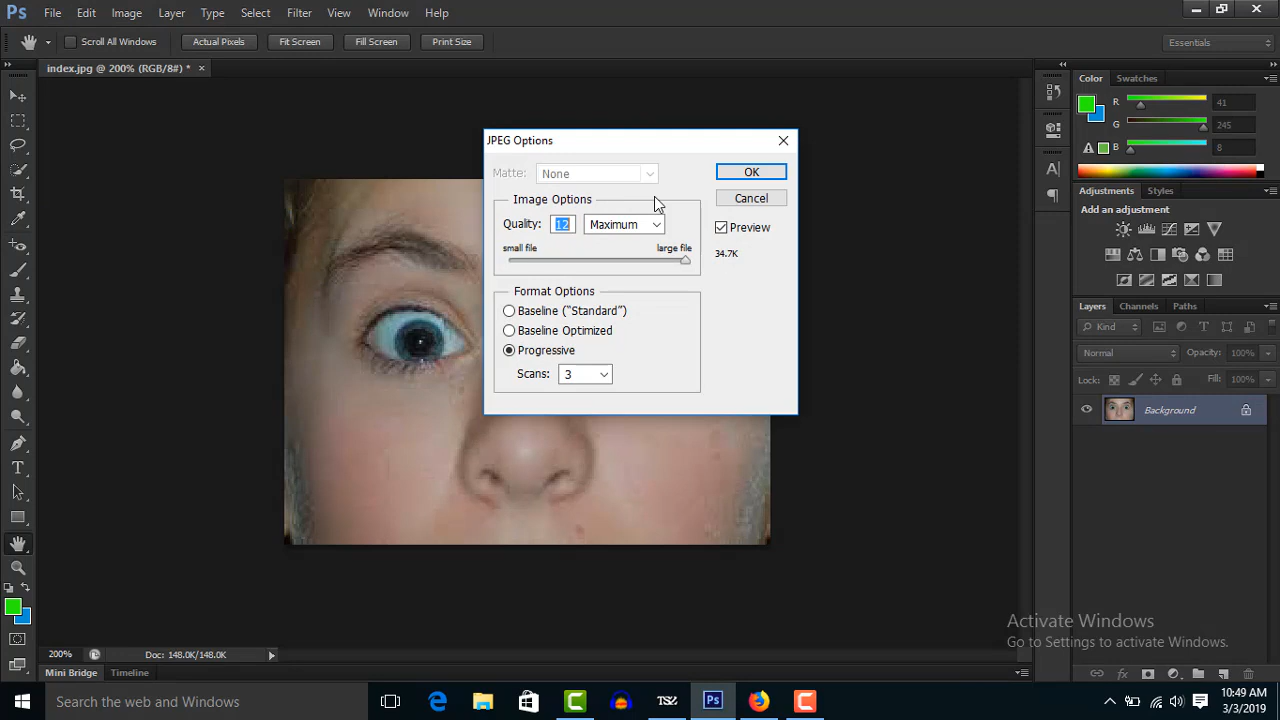 Ps File Edit Image Layer Type Select Filter View Window Help
Scroll All Windows Actual Pixels Fit Screen Fill Screen Print Size Essentials
index.jpg @ 200% (RGB/8#) * ×
Color Swatches
R 41
G 245
B 8
Adjustments Styles
Add an adjustment
Layers Channels Paths
Kind
Normal Opacity: 100%
Lock: Fill: 100%
Background
JPEG Options
Matte: None
OK
Image Options
Cancel
Quality: 12 Maximum
Preview
small file large file
34.7K
Format Options
Baseline (“Standard”)
Baseline Optimized
Progressive
Scans: 3
Activate Windows
Go to Settings to activate Windows.
200% Doc: 148.0K/148.0K
Mini Bridge Timeline
Search the web and Windows
10:49 AM
3/3/2019